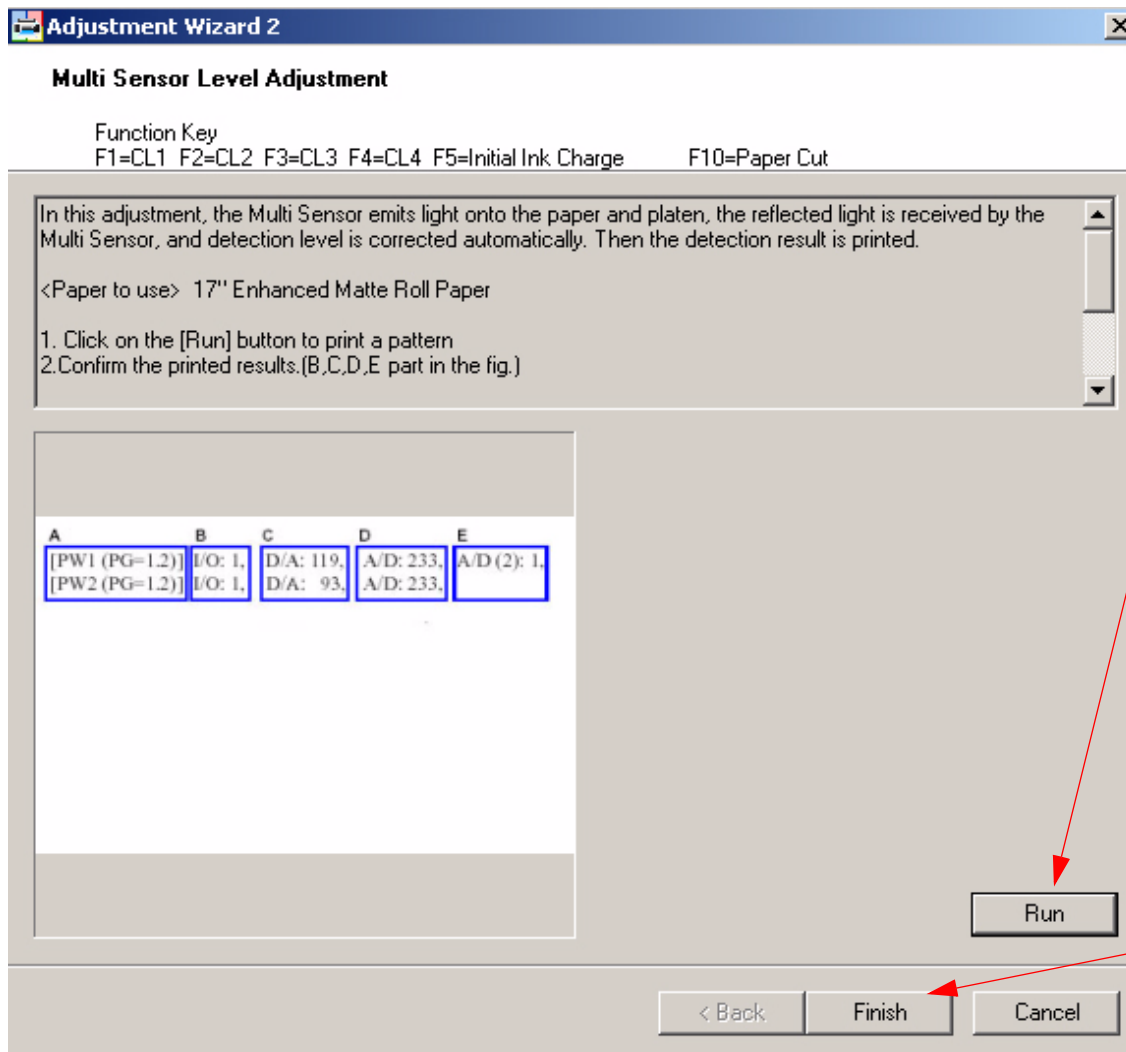 Adjustment Wizard 2
Multi Sensor Level Adjustment
Function Key
F1=CL1 F2=CL2 F3=CL3 F4=CL4 F5=Initial Ink Charge F10=Paper Cut
In this adjustment, the Multi Sensor emits light onto the paper and platen, the reflected light is received by the
Multi Sensor, and detection level is corrected automatically. Then the detection result is printed.
<Paper to use> 17'' Enhanced Matte Roll Paper
1. Click on the [Run] button to print a pattern
2.Confirm the printed results.(B,C,D,E part in the fig.)
A B C D E
[PW1 (PG=1.2)] I/O: 1, D/A: 119, A/D: 233, A/D (2): 1,
[PW2 (PG=1.2)] I/O: 1, D/A: 93, A/D: 233,
Run
< Back Finish Cancel